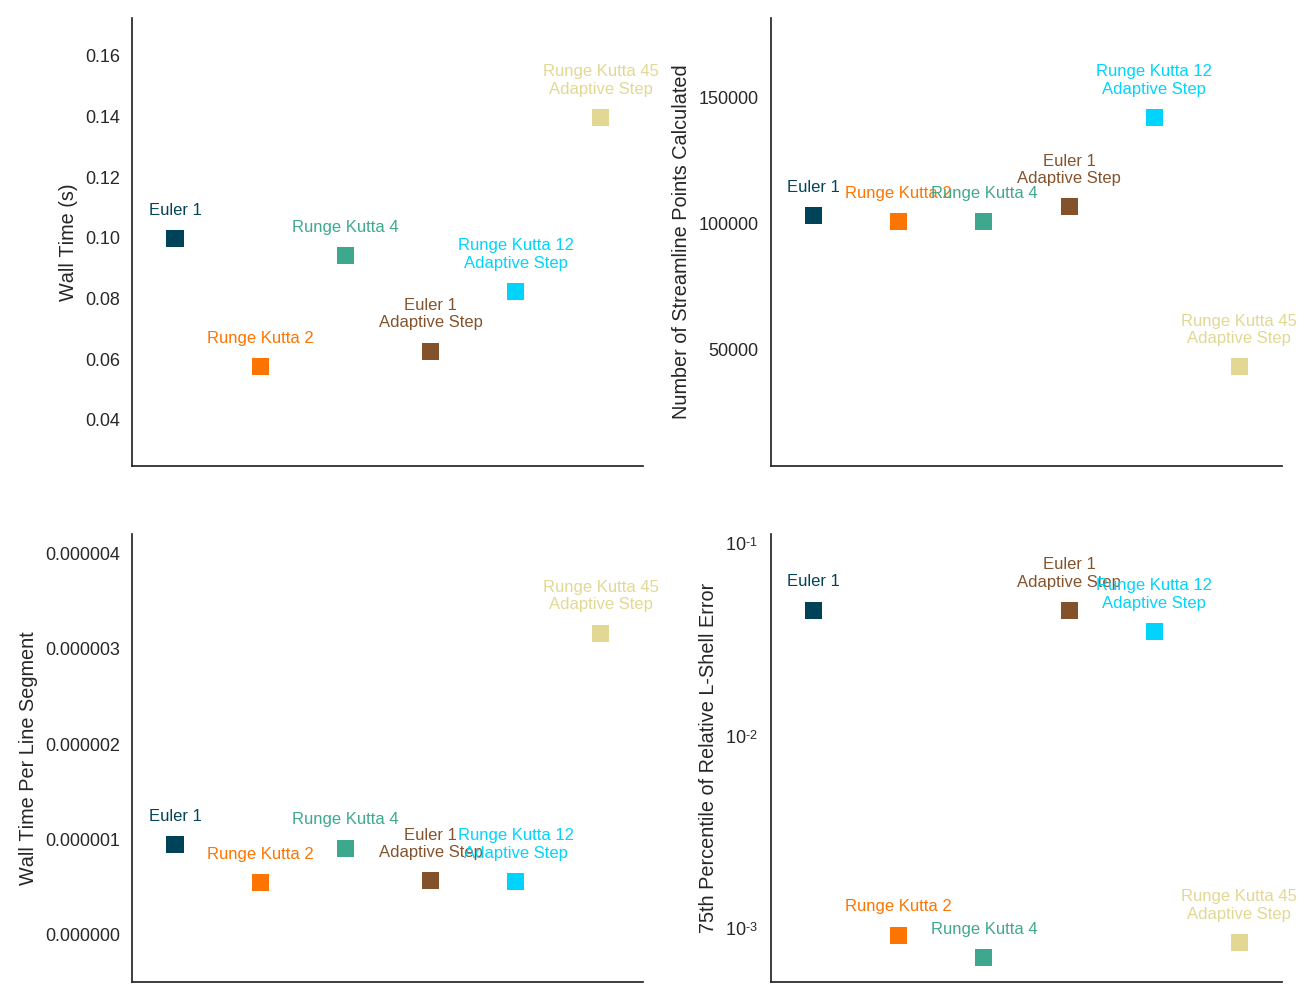 Wall Time (s)
0.16
0.14
0.12
0.10
0.08
0.06
0.04
Euler 1
Runge Kutta 2
Runge Kutta 4
Euler 1
Adaptive Step
Runge Kutta 12
Adaptive Step
Runge Kutta 45
Adaptive Step
Number of Streamline Points Calculated
150000
100000
50000
Euler 1
Runge Kutta 2
Runge Kutta 4
Euler 1
Adaptive Step
Runge Kutta 12
Adaptive Step
Runge Kutta 45
Adaptive Step
Wall Time Per Line Segment
0.000004
0.000003
0.000002
0.000001
0.000000
Euler 1
Runge Kutta 2
Runge Kutta 4
Euler 1
Adaptive Step
Runge Kutta 12
Adaptive Step
Runge Kutta 45
Adaptive Step
75th Percentile of Relative L-Shell Error
10-1
10-2
10-3
Euler 1
Runge Kutta 2
Runge Kutta 4
Euler 1
Adaptive Step
Runge Kutta 12
Adaptive Step
Runge Kutta 45
Adaptive Step